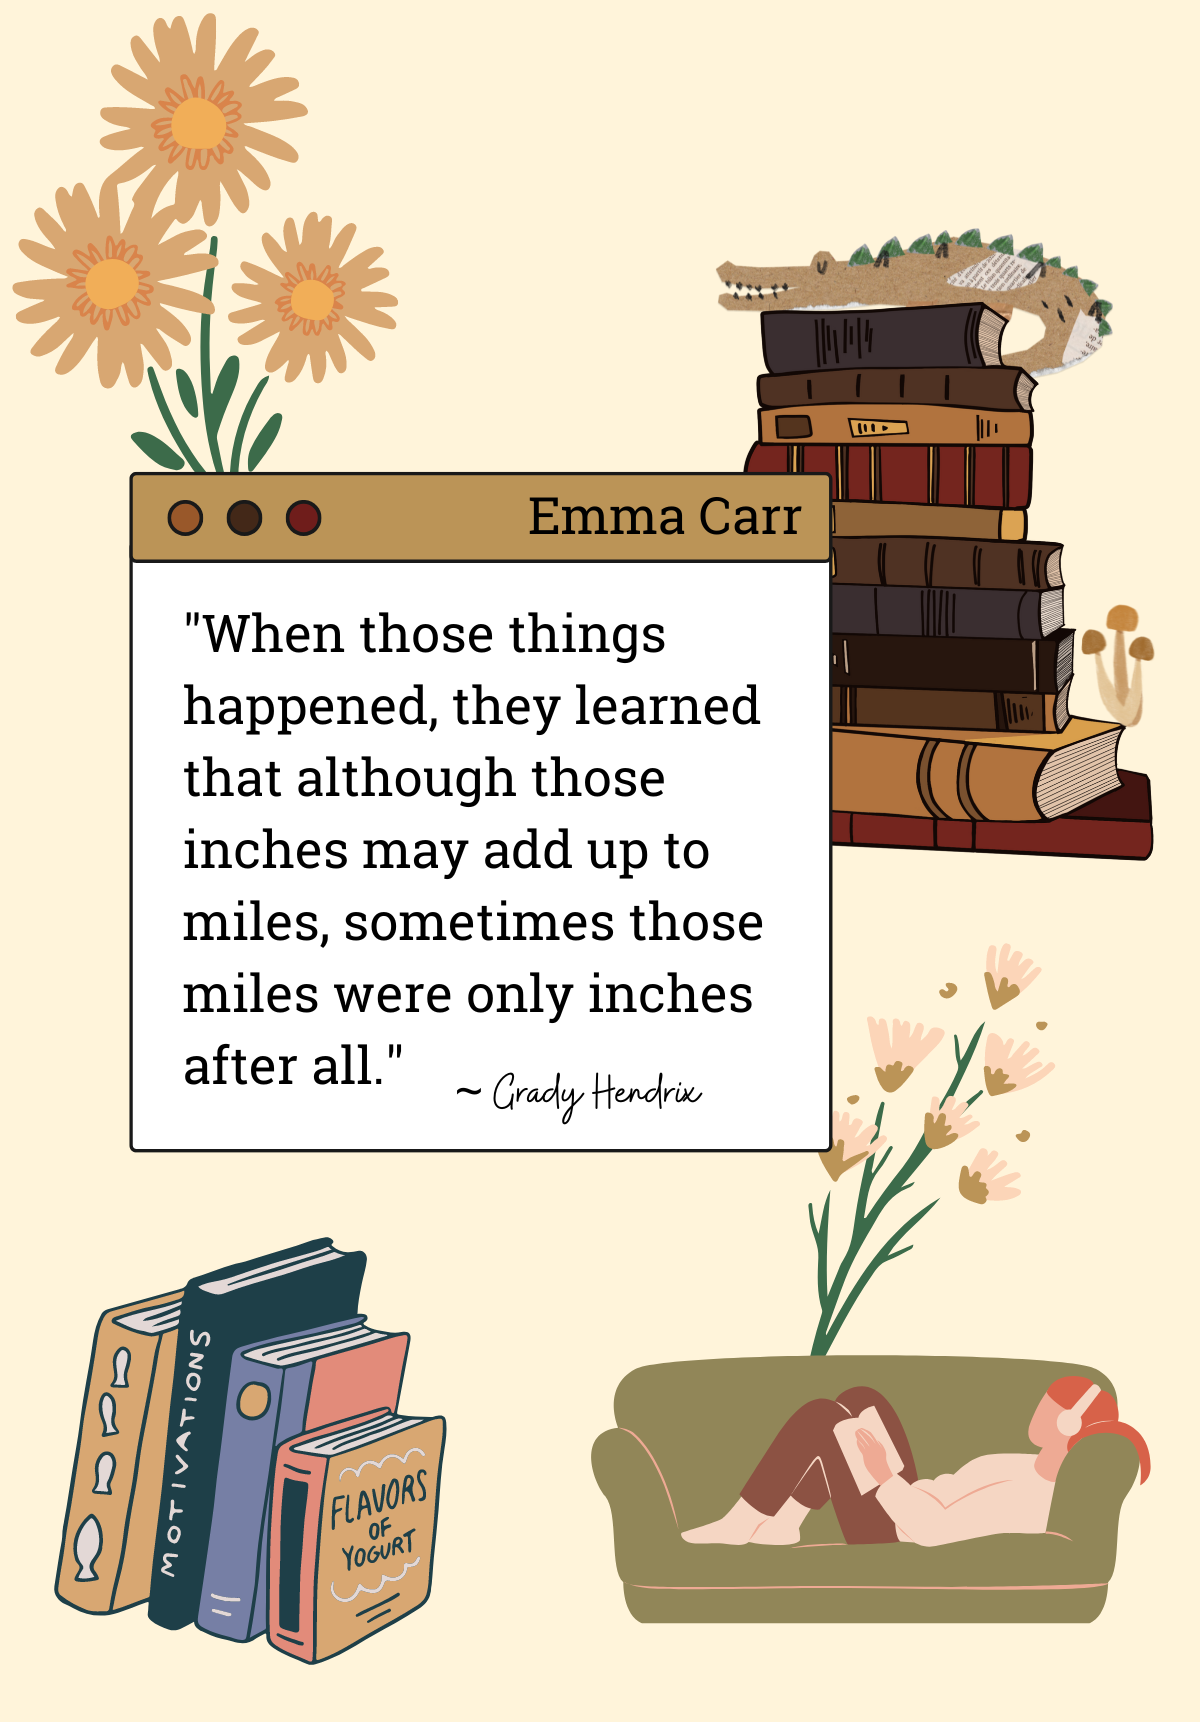 Emma Carr
"When those things
happened, they learned
that although those
inches may add up to
miles, sometimes those
miles were only inches
after all."
~ Grady Hendrix
MOTIVATIONS
FLAVORS
OF
YOGURT